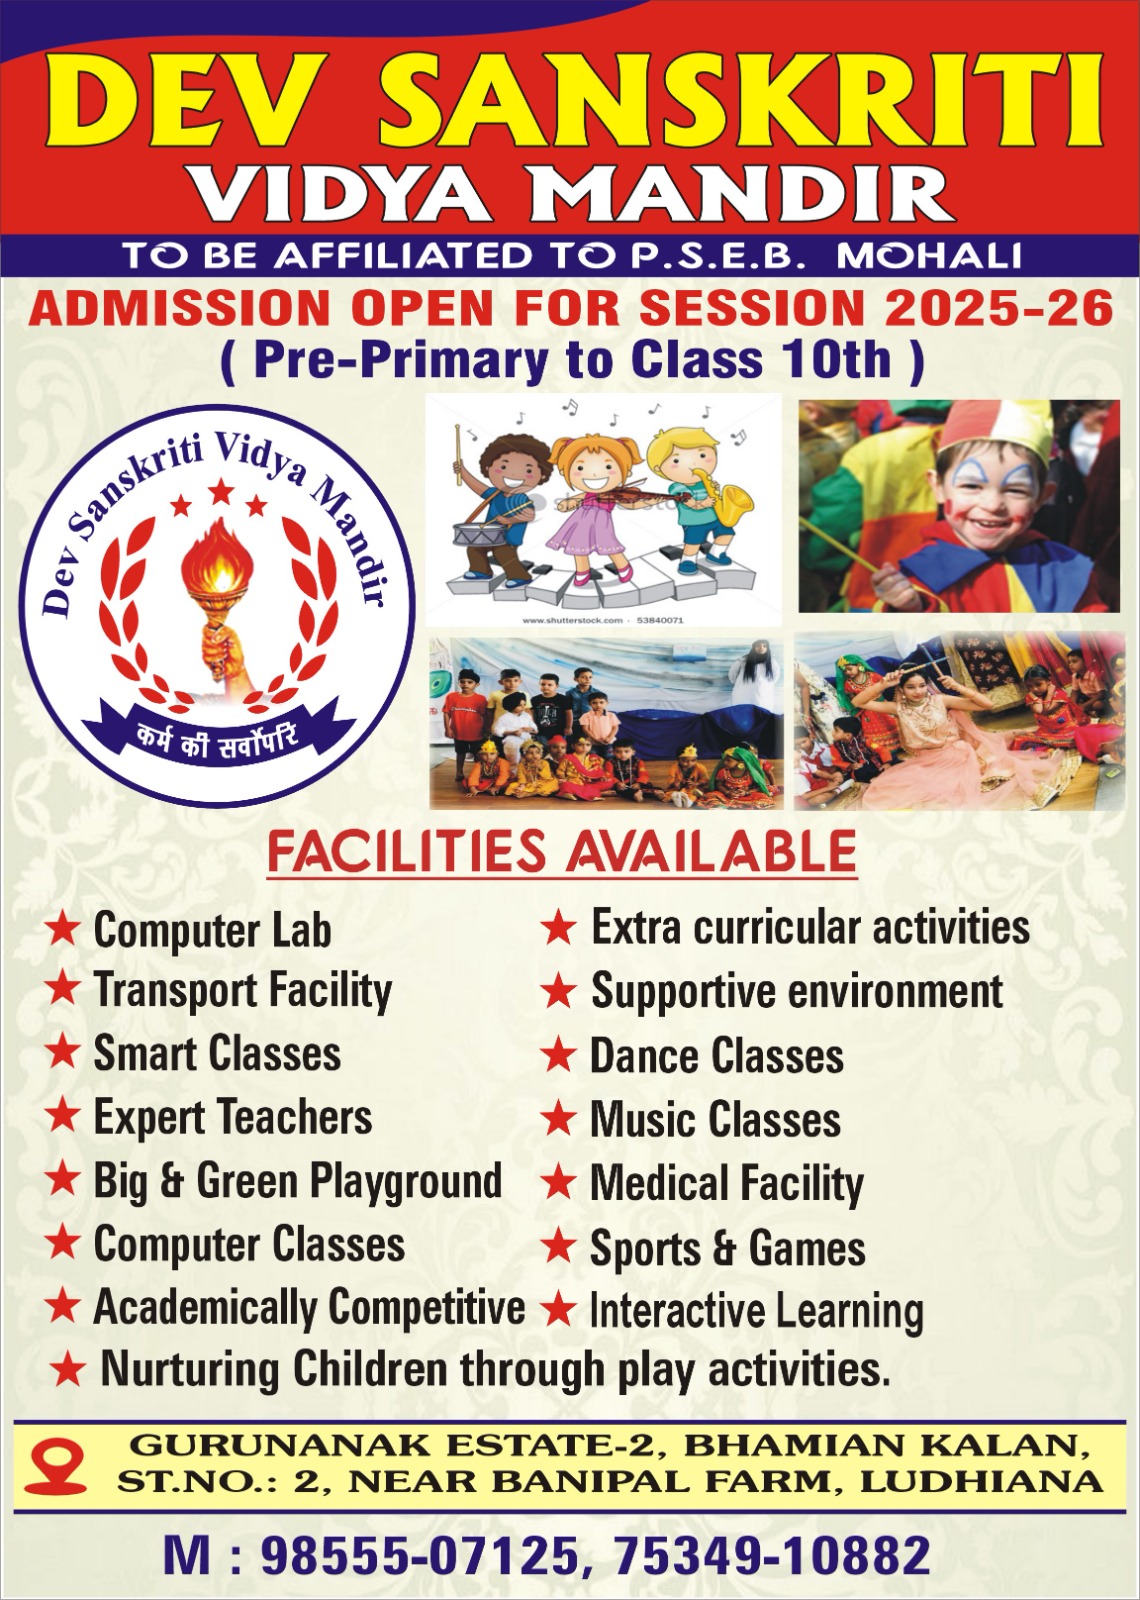 DEV SANSKRITI
VIDYA MANDIR
TO BE AFFILIATED TO P.S.E.B. MOHALI
ADMISSION OPEN FOR SESSION 2025-26
( Pre-Primary to Class 10th )
Dev Sanskriti Vidya Mandir
कर्म की सर्वोपरि
shutterstock
www.shutterstock.com · 53840071
FACILITIES AVAILABLE
Computer Lab
Transport Facility
Smart Classes
Expert Teachers
Big & Green Playground
Computer Classes
Academically Competitive
Extra curricular activities
Supportive environment
Dance Classes
Music Classes
Medical Facility
Sports & Games
Interactive Learning
Nurturing Children through play activities.
GURUNANAK ESTATE-2, BHAMIAN KALAN,
ST.NO.: 2, NEAR BANIPAL FARM, LUDHIANA
M : 98555-07125, 75349-10882